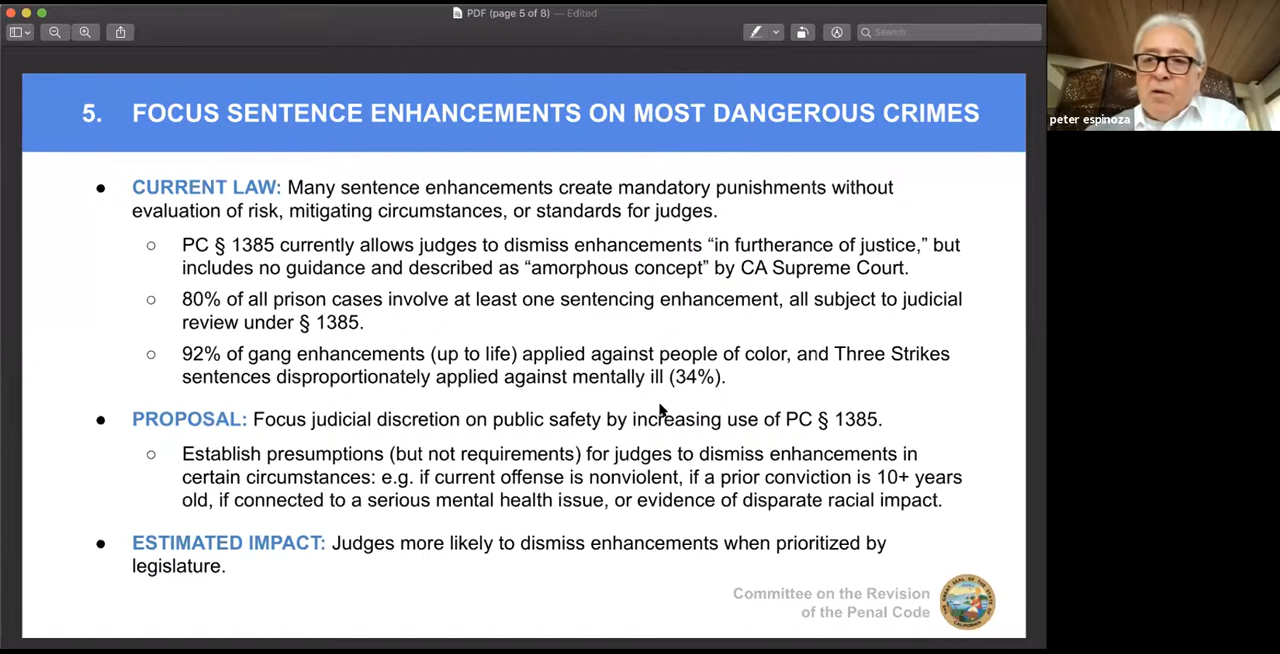 PDF (page 5 of 8) — Edited
Search
peter espinoza
5. FOCUS SENTENCE ENHANCEMENTS ON MOST DANGEROUS CRIMES
● CURRENT LAW: Many sentence enhancements create mandatory punishments without
evaluation of risk, mitigating circumstances, or standards for judges.
○ PC § 1385 currently allows judges to dismiss enhancements “in furtherance of justice,” but
includes no guidance and described as “amorphous concept” by CA Supreme Court.
○ 80% of all prison cases involve at least one sentencing enhancement, all subject to judicial
review under § 1385.
○ 92% of gang enhancements (up to life) applied against people of color, and Three Strikes
sentences disproportionately applied against mentally ill (34%).
● PROPOSAL: Focus judicial discretion on public safety by increasing use of PC § 1385.
○ Establish presumptions (but not requirements) for judges to dismiss enhancements in
certain circumstances: e.g. if current offense is nonviolent, if a prior conviction is 10+ years
old, if connected to a serious mental health issue, or evidence of disparate racial impact.
● ESTIMATED IMPACT: Judges more likely to dismiss enhancements when prioritized by
legislature.
Committee on the Revision
of the Penal Code